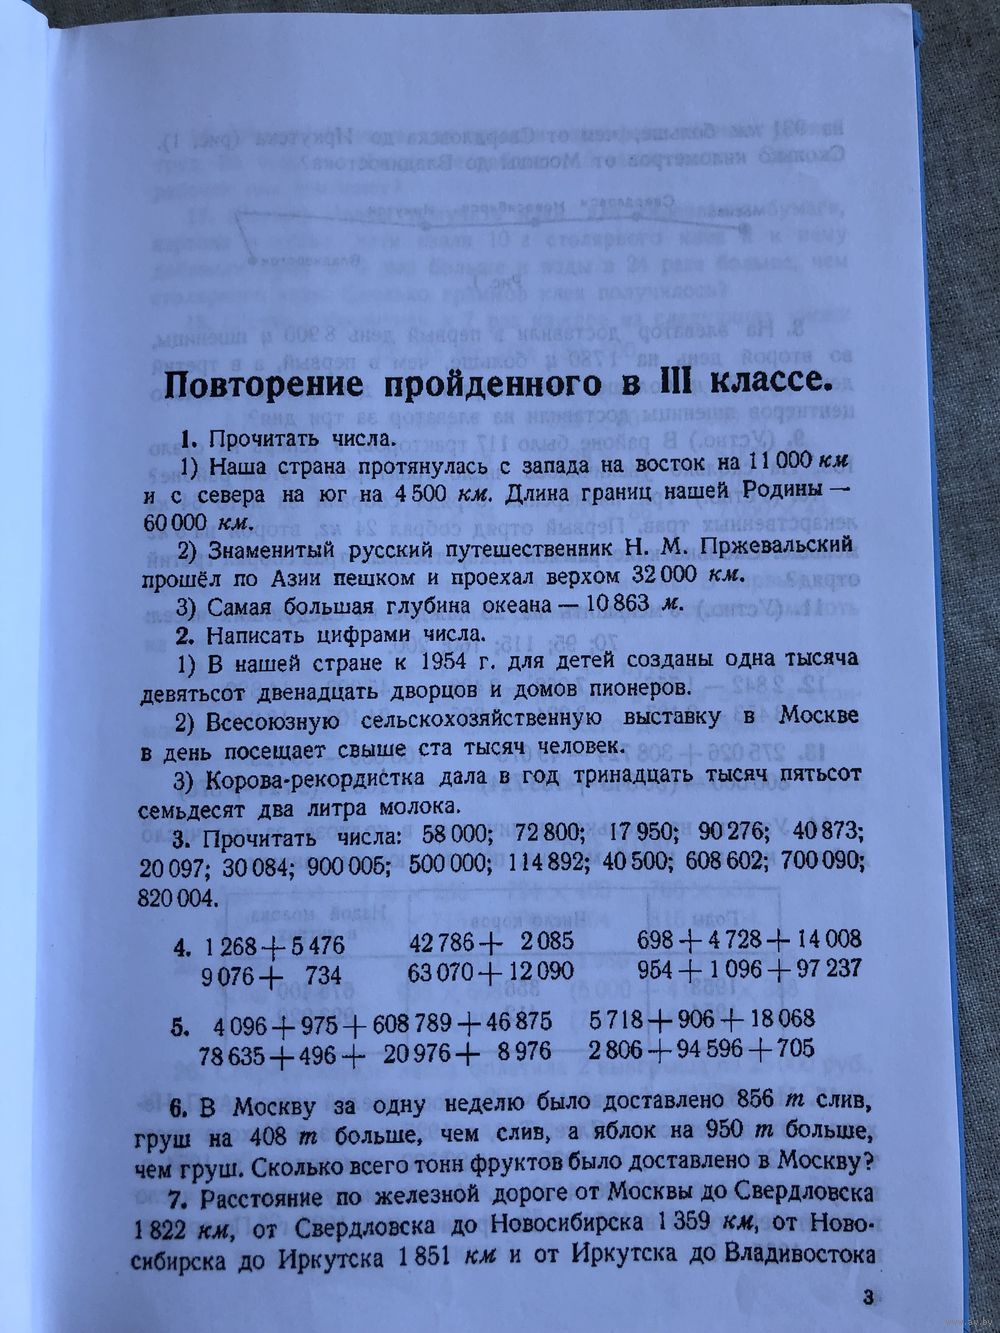 Повторение пройденного в III классе.
1. Прочитать числа.
1) Наша страна протянулась с запада на восток на 11 000 км
и с севера на юг на 4 500 км. Длина границ нашей Родины —
60 000 км.
2) Знаменитый русский путешественник Н. М. Пржевальский
прошёл по Азии пешком и проехал верхом 32 000 км.
3) Самая большая глубина океана — 10 863 м.
2. Написать цифрами числа.
1) В нашей стране к 1954 г. для детей созданы одна тысяча
девятьсот двенадцать дворцов и домов пионеров.
2) Всесоюзную сельскохозяйственную выставку в Москве
в день посещает свыше ста тысяч человек.
3) Корова-рекордистка дала в год тринадцать тысяч пятьсот
семьдесят два литра молока.
3. Прочитать числа: 58 000; 72 800; 17 950; 90 276; 40 873;
20 097; 30 084; 900 005; 500 000; 114 892; 40 500; 608 602; 700 090;
820 004.
4. 1 268 + 5 476 42 786 + 2 085 698 + 4 728 + 14 008
9 076 + 734 63 070 + 12 090 954 + 1 096 + 97 237
5. 4 096 + 975 + 608 789 + 46 875 5 718 + 906 + 18 068
78 635 + 496 + 20 976 + 8 976 2 806 + 94 596 + 705
6. В Москву за одну неделю было доставлено 856 т слив,
груш на 408 т больше, чем слив, а яблок на 950 т больше,
чем груш. Сколько всего тонн фруктов было доставлено в Москву?
7. Расстояние по железной дороге от Москвы до Свердловска
1 822 км, от Свердловска до Новосибирска 1 359 км, от Ново-
сибирска до Иркутска 1 851 км и от Иркутска до Владивостока
3
www.ay.by